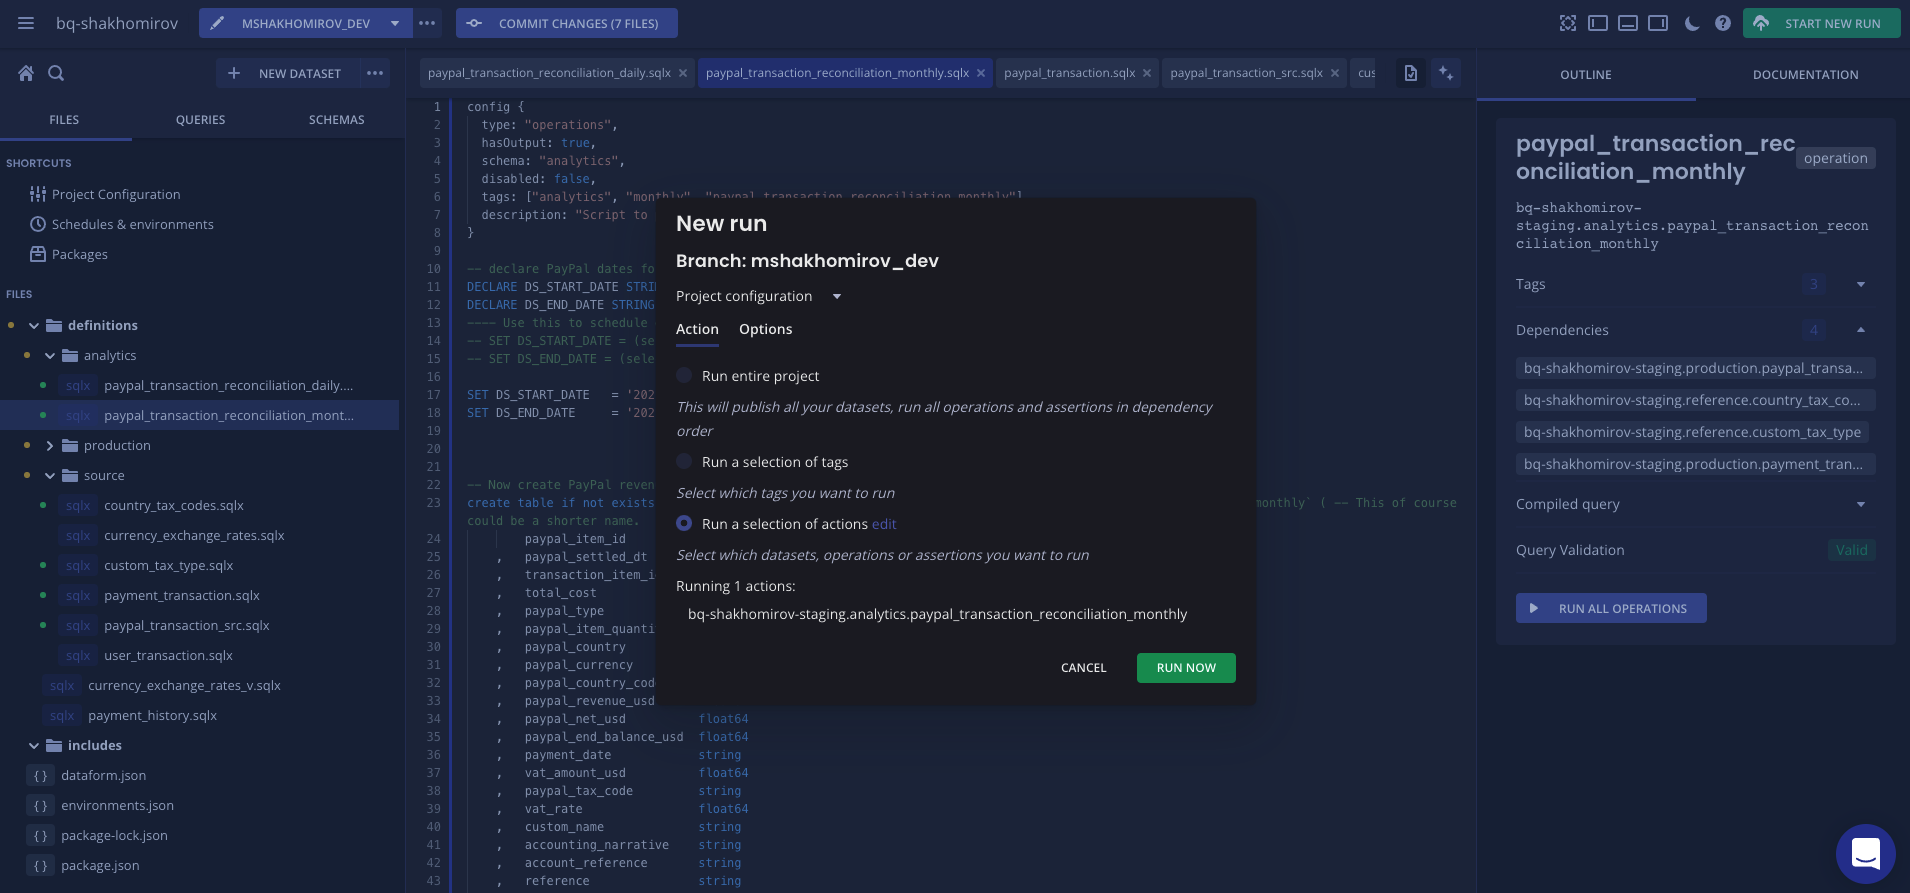 bq-shakhomirov
MSHAKHOMIROV_DEV
COMMIT CHANGES (7 FILES)
START NEW RUN
NEW DATASET
FILES
QUERIES
SCHEMAS
SHORTCUTS
Project Configuration
Schedules & environments
Packages
FILES
definitions
analytics
sqlx paypal_transaction_reconciliation_daily....
sqlx paypal_transaction_reconciliation_mont...
production
source
sqlx country_tax_codes.sqlx
sqlx currency_exchange_rates.sqlx
sqlx custom_tax_type.sqlx
sqlx payment_transaction.sqlx
sqlx paypal_transaction_src.sqlx
sqlx user_transaction.sqlx
sqlx currency_exchange_rates_v.sqlx
sqlx payment_history.sqlx
includes
{ } dataform.json
{ } environments.json
{ } package-lock.json
{ } package.json
paypal_transaction_reconciliation_daily.sqlx
paypal_transaction_reconciliation_monthly.sqlx
paypal_transaction.sqlx
paypal_transaction_src.sqlx
cus
1 config {
2 type: "operations",
3 hasOutput: true,
4 schema: "analytics",
5 disabled: false,
6 tags: ["analytics", "monthly", "paypal_transaction_reconciliation_monthly"]
7 description: "Script to
8 }
9
10 -- declare PayPal dates fo
11 DECLARE DS_START_DATE STRI
12 DECLARE DS_END_DATE STRING
13 ---- Use this to schedule
14 -- SET DS_START_DATE = (se
15 -- SET DS_END_DATE = (sele
16
17 SET DS_START_DATE = '202
18 SET DS_END_DATE = '202
19
20
21
22 -- Now create PayPal reven
23 create table if not exists monthly` ( -- This of course
could be a shorter name.
24 paypal_item_id
25 , paypal_settled_dt
26 , transaction_item_i
27 , total_cost
28 , paypal_type
29 , paypal_item_quanti
30 , paypal_country
31 , paypal_currency
32 , paypal_country_cod
33 , paypal_revenue_usd
34 , paypal_net_usd float64
35 , paypal_end_balance_usd float64
36 , payment_date string
37 , vat_amount_usd float64
38 , paypal_tax_code string
39 , vat_rate float64
40 , custom_name string
41 , accounting_narrative string
42 , account_reference string
43 , reference string
New run
Branch: mshakhomirov_dev
Project configuration
Action Options
Run entire project
This will publish all your datasets, run all operations and assertions in dependency
order
Run a selection of tags
Select which tags you want to run
Run a selection of actions edit
Select which datasets, operations or assertions you want to run
Running 1 actions:
bq-shakhomirov-staging.analytics.paypal_transaction_reconciliation_monthly
CANCEL
RUN NOW
OUTLINE
DOCUMENTATION
paypal_transaction_rec
onciliation_monthly
operation
bq-shakhomirov-
staging.analytics.paypal_transaction_recon
ciliation_monthly
Tags 3
Dependencies 4
bq-shakhomirov-staging.production.paypal_transa...
bq-shakhomirov-staging.reference.country_tax_co...
bq-shakhomirov-staging.reference.custom_tax_type
bq-shakhomirov-staging.production.payment_tran...
Compiled query
Query Validation Valid
RUN ALL OPERATIONS